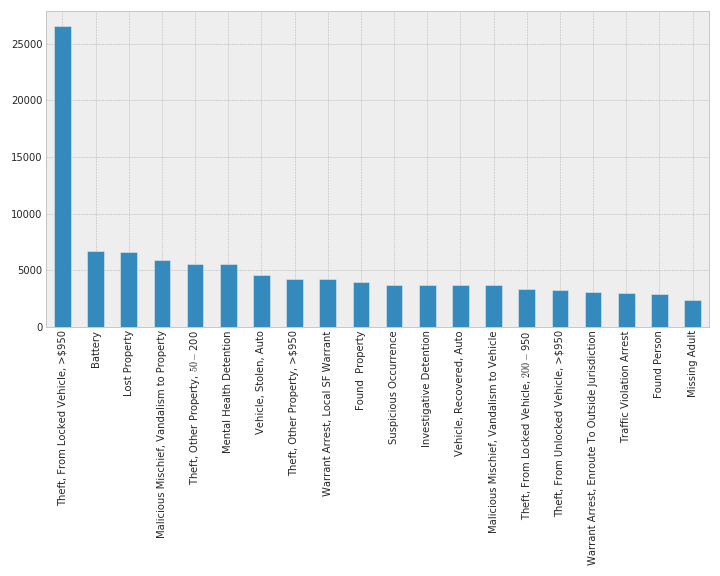 25000
20000
15000
10000
5000
0
Theft, From Locked Vehicle, >$950
Battery
Lost Property
Malicious Mischief, Vandalism to Property
Theft, Other Property, 50 − 200
Mental Health Detention
Vehicle, Stolen, Auto
Theft, Other Property, >$950
Warrant Arrest, Local SF Warrant
Found  Property
Suspicious Occurrence
Investigative Detention
Vehicle, Recovered, Auto
Malicious Mischief, Vandalism to Vehicle
Theft, From Locked Vehicle, 200 − 950
Theft, From Unlocked Vehicle, >$950
Warrant Arrest, Enroute To Outside Jurisdiction
Traffic Violation Arrest
Found Person
Missing Adult